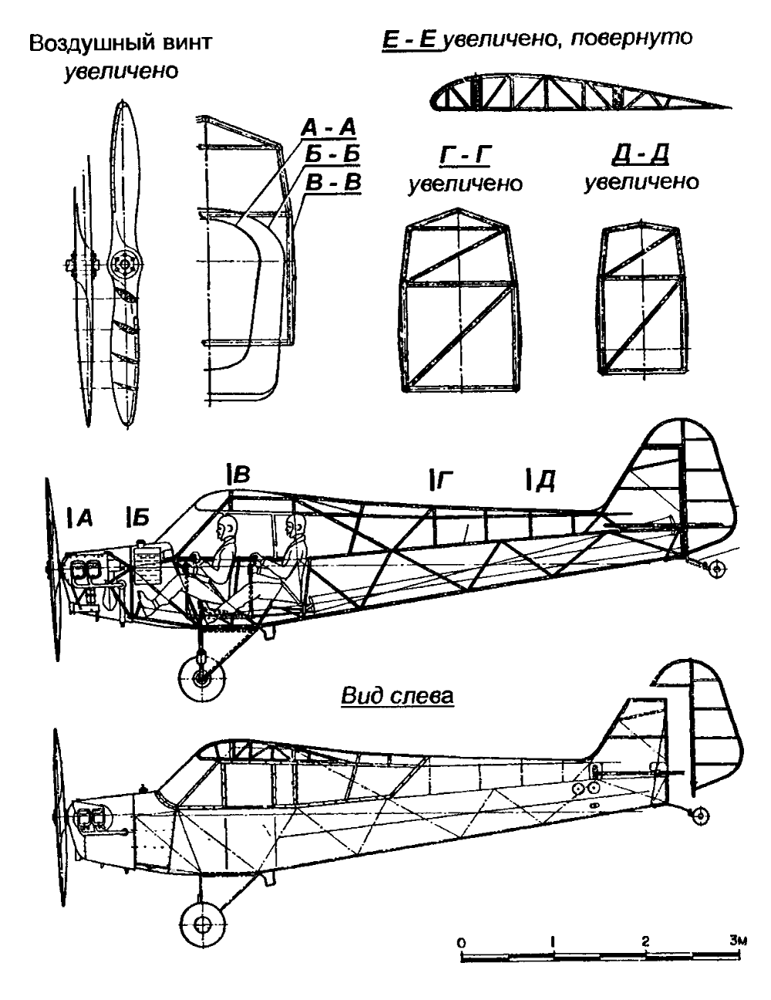 Воздушный винт
увеличено
Е - Е увеличено, повернуто
А - А
Б - Б
В - В
Г - Г
увеличено
Д - Д
увеличено
А
Б
В
Г
Д
Вид слева
0 1 2 3м